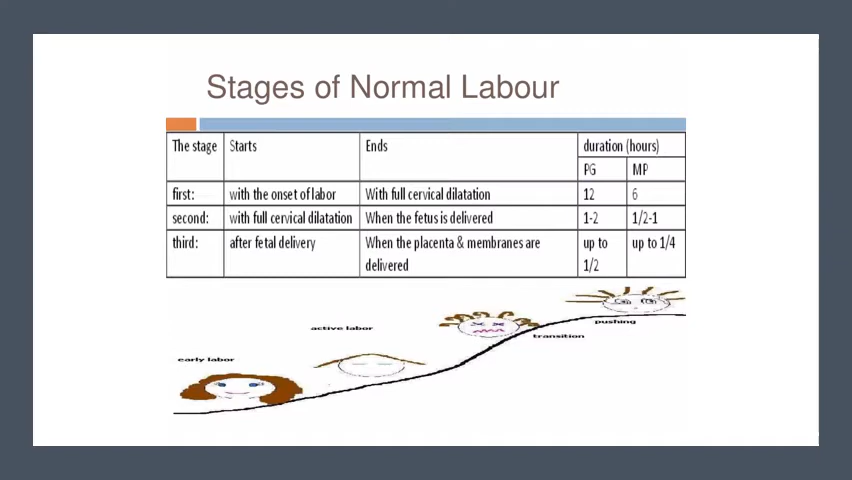 Stages of Normal Labour
The stage Starts Ends duration (hours)
PG MP
first: with the onset of labor With full cervical dilatation 12 6
second: with full cervical dilatation When the fetus is delivered 1-2 1/2-1
third: after fetal delivery When the placenta & membranes are up to up to 1/4
delivered 1/2
pushing
active labor
transition
early labor